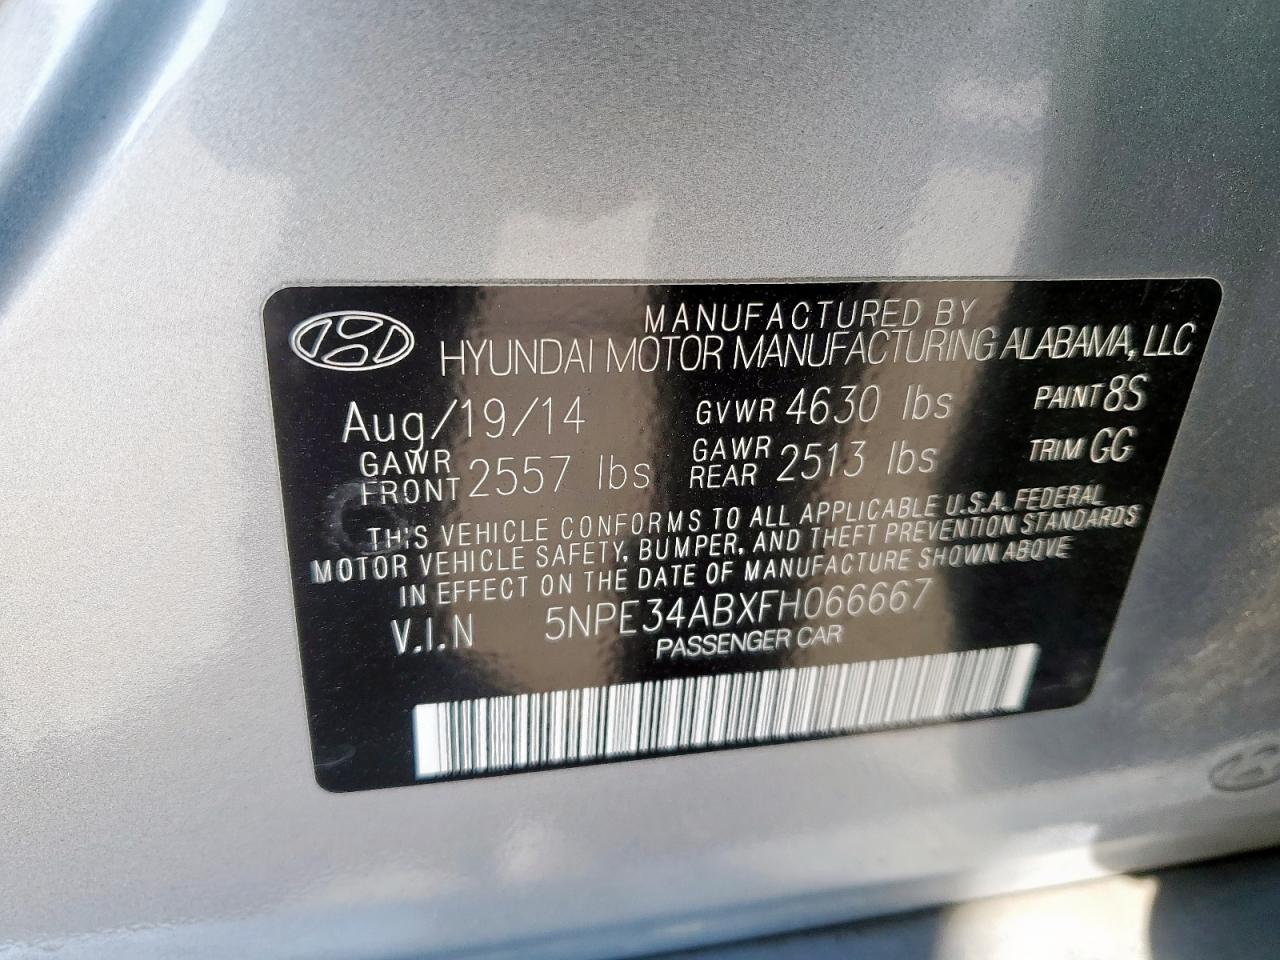 MANUFACTURED BY
HYUNDAI MOTOR MANUFACTURING ALABAMA, LLC
Aug/19/14 GVWR 4630 lbs PAINT 8S
GAWR FRONT 2557 lbs GAWR REAR 2513 lbs TRIM GG
THIS VEHICLE CONFORMS TO ALL APPLICABLE U.S.A. FEDERAL
MOTOR VEHICLE SAFETY, BUMPER, AND THEFT PREVENTION STANDARDS
IN EFFECT ON THE DATE OF MANUFACTURE SHOWN ABOVE
V.I.N 5NPE34ABXFH066667
PASSENGER CAR